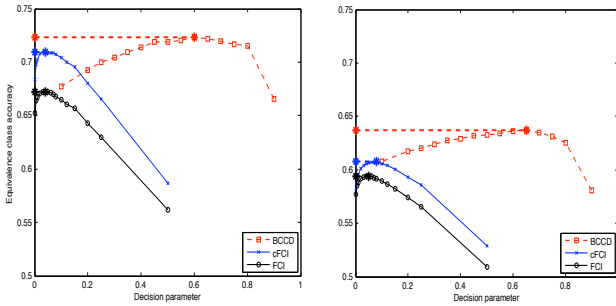 0.75
0.7
0.65
0.6
0.55
0.5
Equivalence class accuracy
0 0.2 0.4 0.6 0.8 1
Decision parameter
BCCD
cFCI
FCI
0.75
0.7
0.65
0.6
0.55
0.5
0 0.2 0.4 0.6 0.8 1
Decision parameter
BCCD
cFCI
FCI